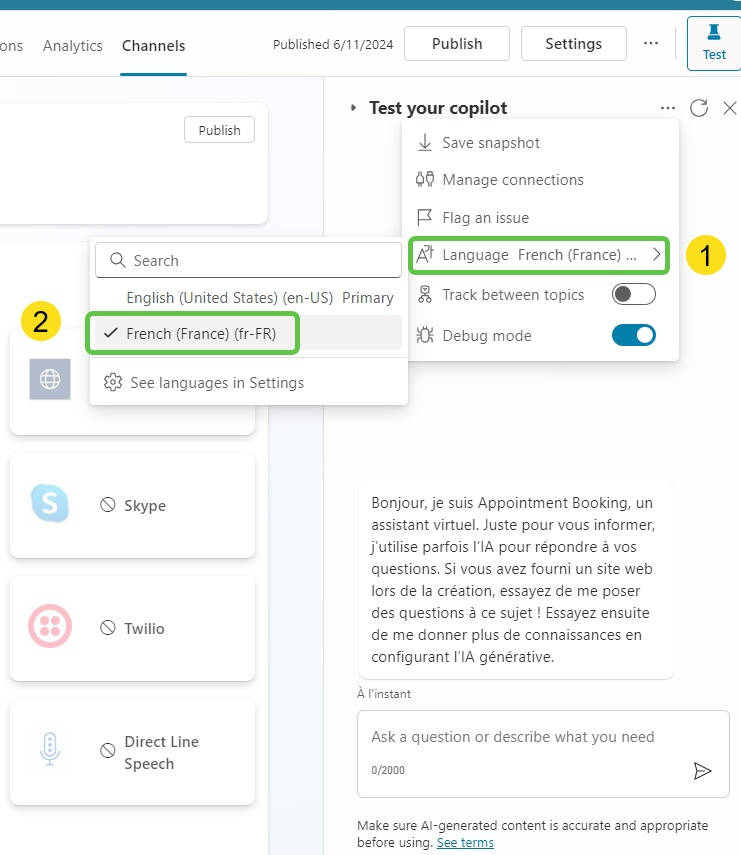 ons Analytics Channels Published 6/11/2024 Publish Settings ... Test
Test your copilot ...
Publish
Save snapshot
Manage connections
Flag an issue
Language French (France) ...
1
Track between topics
Debug mode
Search
English (United States) (en-US) Primary
2
French (France) (fr-FR)
See languages in Settings
S
Skype
Twilio
Direct Line
Speech
Bonjour, je suis Appointment Booking, un
assistant virtuel. Juste pour vous informer,
j’utilise parfois l’IA pour répondre à vos
questions. Si vous avez fourni un site web
lors de la création, essayez de me poser
des questions à ce sujet ! Essayez ensuite
de me donner plus de connaissances en
configurant l’IA générative.
À l'instant
Ask a question or describe what you need
0/2000
Make sure AI-generated content is accurate and appropriate
before using. See terms